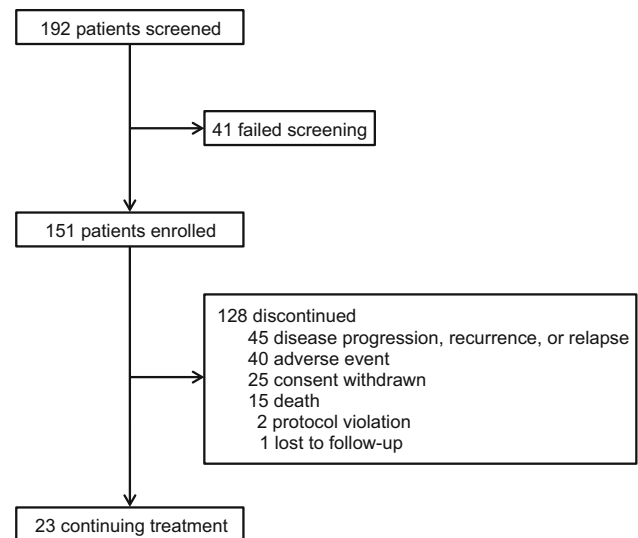 192 patients screened
41 failed screening
151 patients enrolled
128 discontinued
45 disease progression, recurrence, or relapse
40 adverse event
25 consent withdrawn
15 death
2 protocol violation
1 lost to follow-up
23 continuing treatment